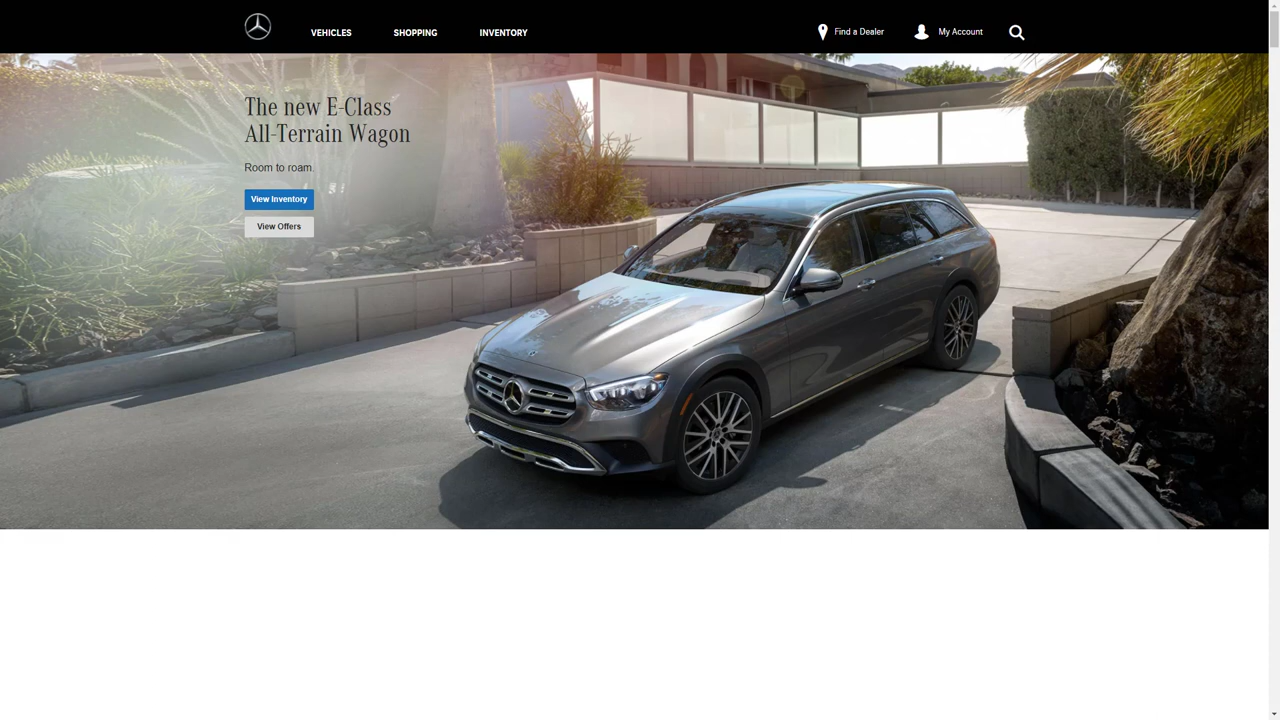 VEHICLES
SHOPPING
INVENTORY
Find a Dealer
My Account
The new E-Class
All-Terrain Wagon
Room to roam.
View Inventory
View Offers